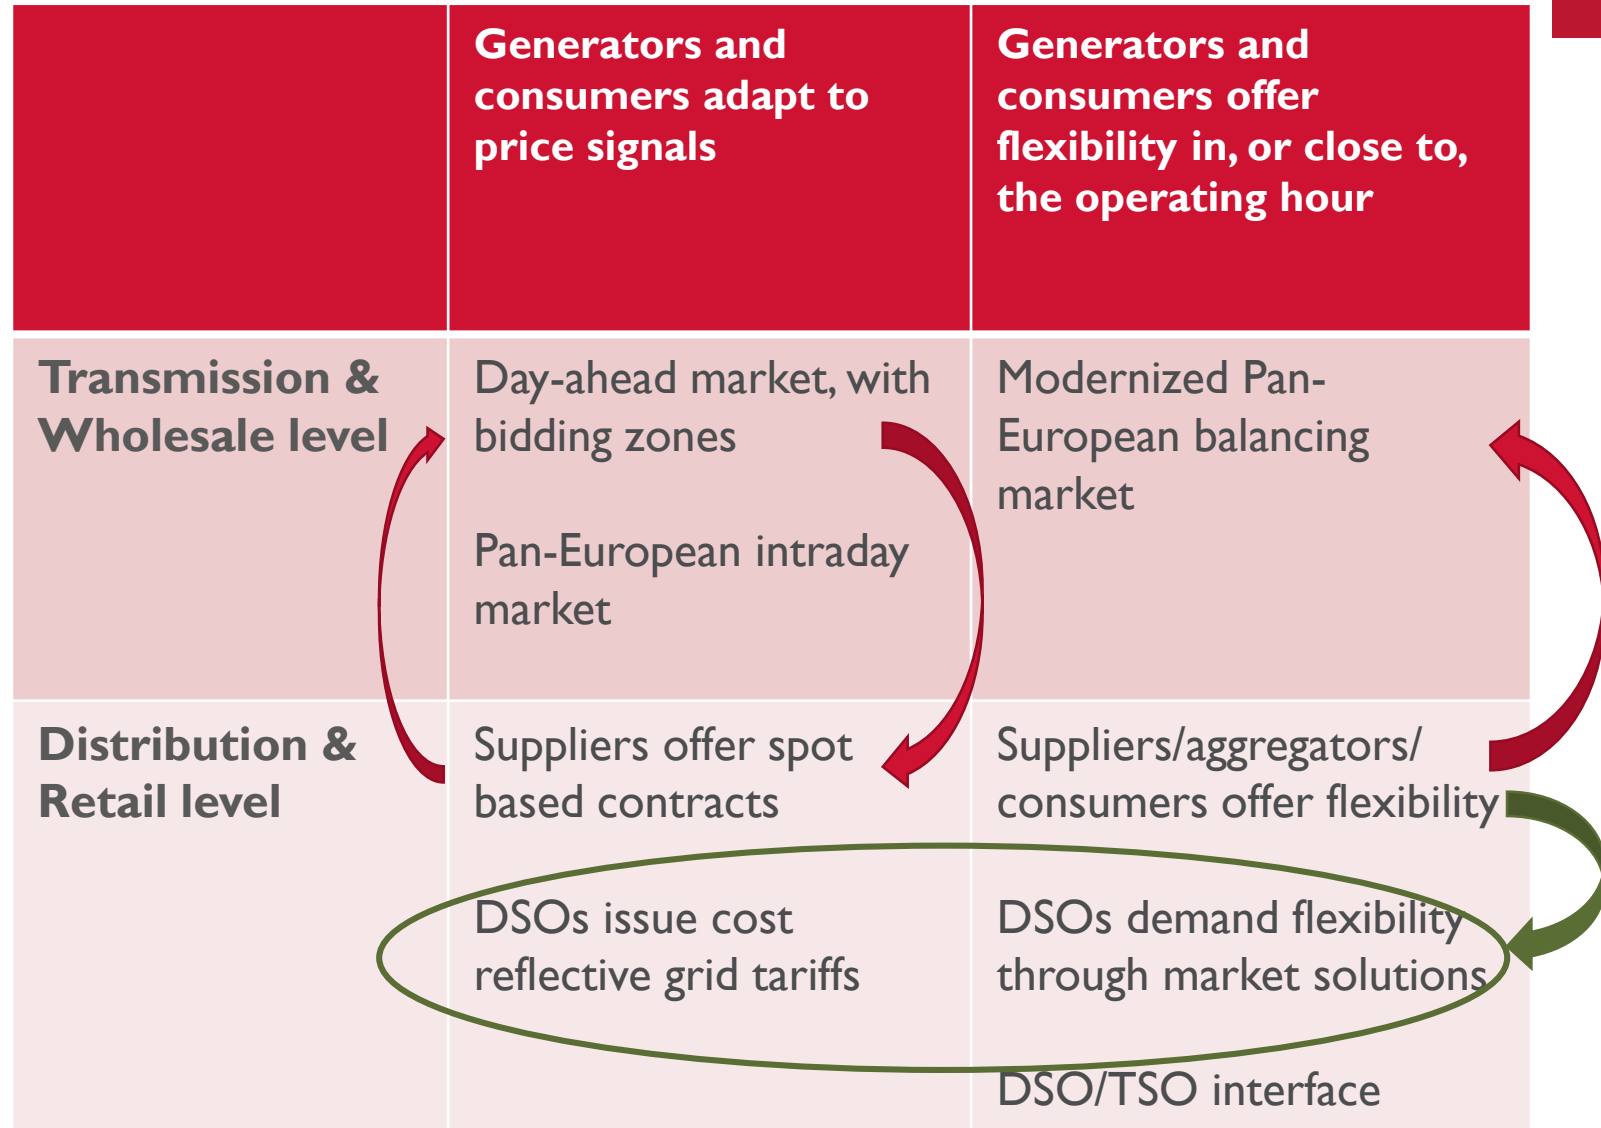 Generators and
consumers adapt to
price signals
Generators and
consumers offer
flexibility in, or close to,
the operating hour
Transmission &
Wholesale level
Day-ahead market, with
bidding zones
Pan-European intraday
market
Modernized Pan-
European balancing
market
Distribution &
Retail level
Suppliers offer spot
based contracts
DSOs issue cost
reflective grid tariffs
Suppliers/aggregators/
consumers offer flexibility
DSOs demand flexibility
through market solutions
DSO/TSO interface